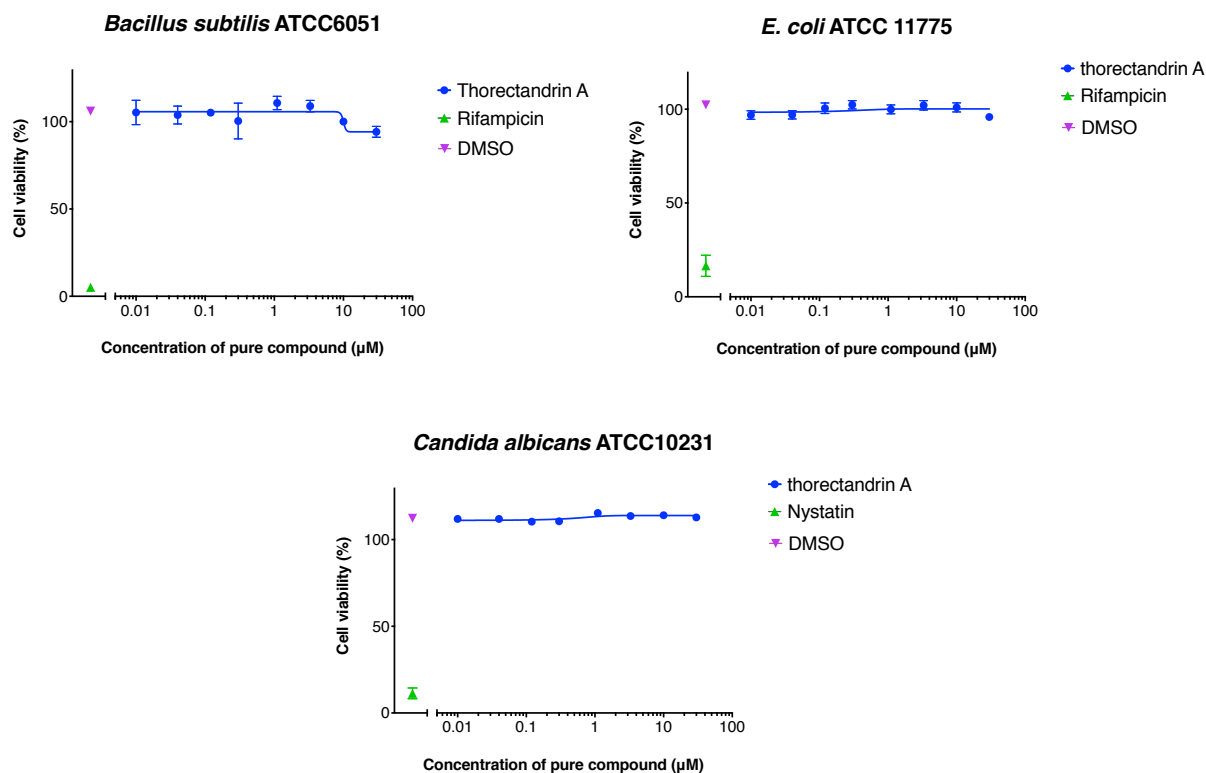 Bacillus subtilis ATCC6051
Cell viability (%)
100
50
0
0.01 0.1 1 10 100
Concentration of pure compound (µM)
Thorectandrin A
Rifampicin
DMSO
E. coli ATCC 11775
Cell viability (%)
100
50
0
0.01 0.1 1 10 100
Concentration of pure compound (µM)
thorectandrin A
Rifampicin
DMSO
Candida albicans ATCC10231
Cell viability (%)
100
50
0
0.01 0.1 1 10 100
Concentration of pure compound (µM)
thorectandrin A
Nystatin
DMSO